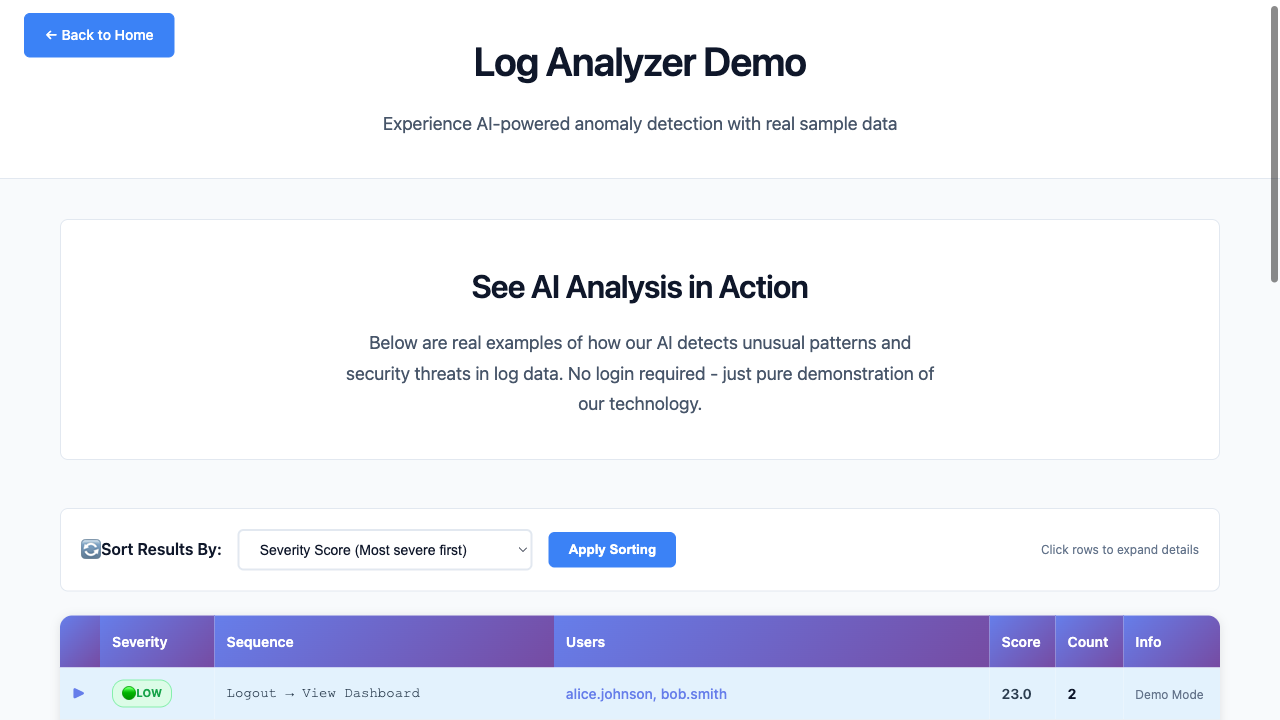 ← Back to Home
Log Analyzer Demo
Experience AI-powered anomaly detection with real sample data
See AI Analysis in Action
Below are real examples of how our AI detects unusual patterns and
security threats in log data. No login required - just pure demonstration of
our technology.
Sort Results By: Severity Score (Most severe first) Apply Sorting Click rows to expand details
Severity Sequence Users Score Count Info
LOW Logout → View Dashboard alice.johnson, bob.smith 23.0 2 Demo Mode